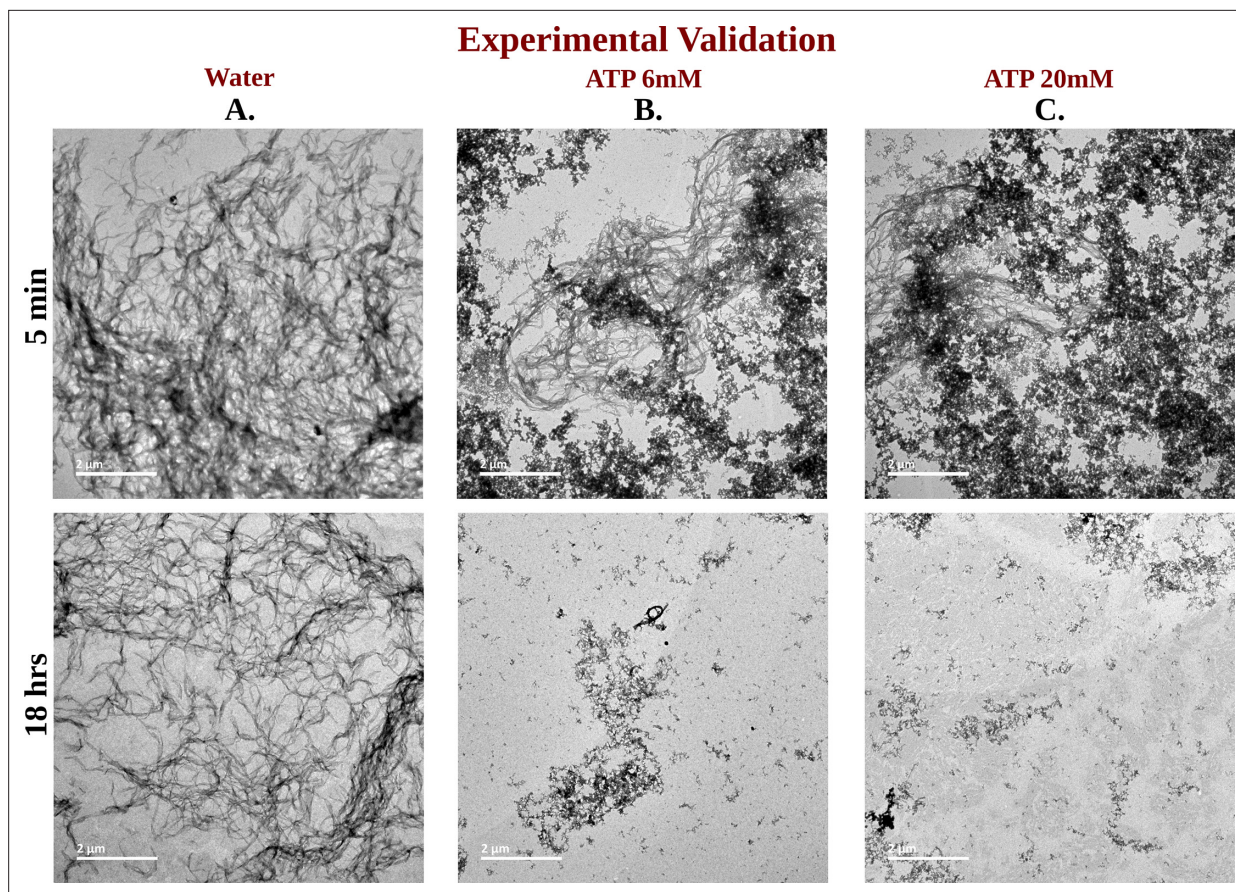 Experimental Validation
Water
ATP 6mM
ATP 20mM
A.
B.
C.
5 min
2 μm
2 μm
2 μm
18 hrs
2 μm
2 μm
2 μm